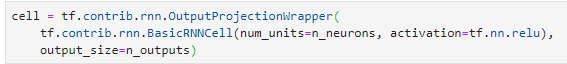 cell = tf.contrib.rnn.OutputProjectionWrapper(
    tf.contrib.rnn.BasicRNNCell(num_units=n_neurons, activation=tf.nn.relu),
    output_size=n_outputs)